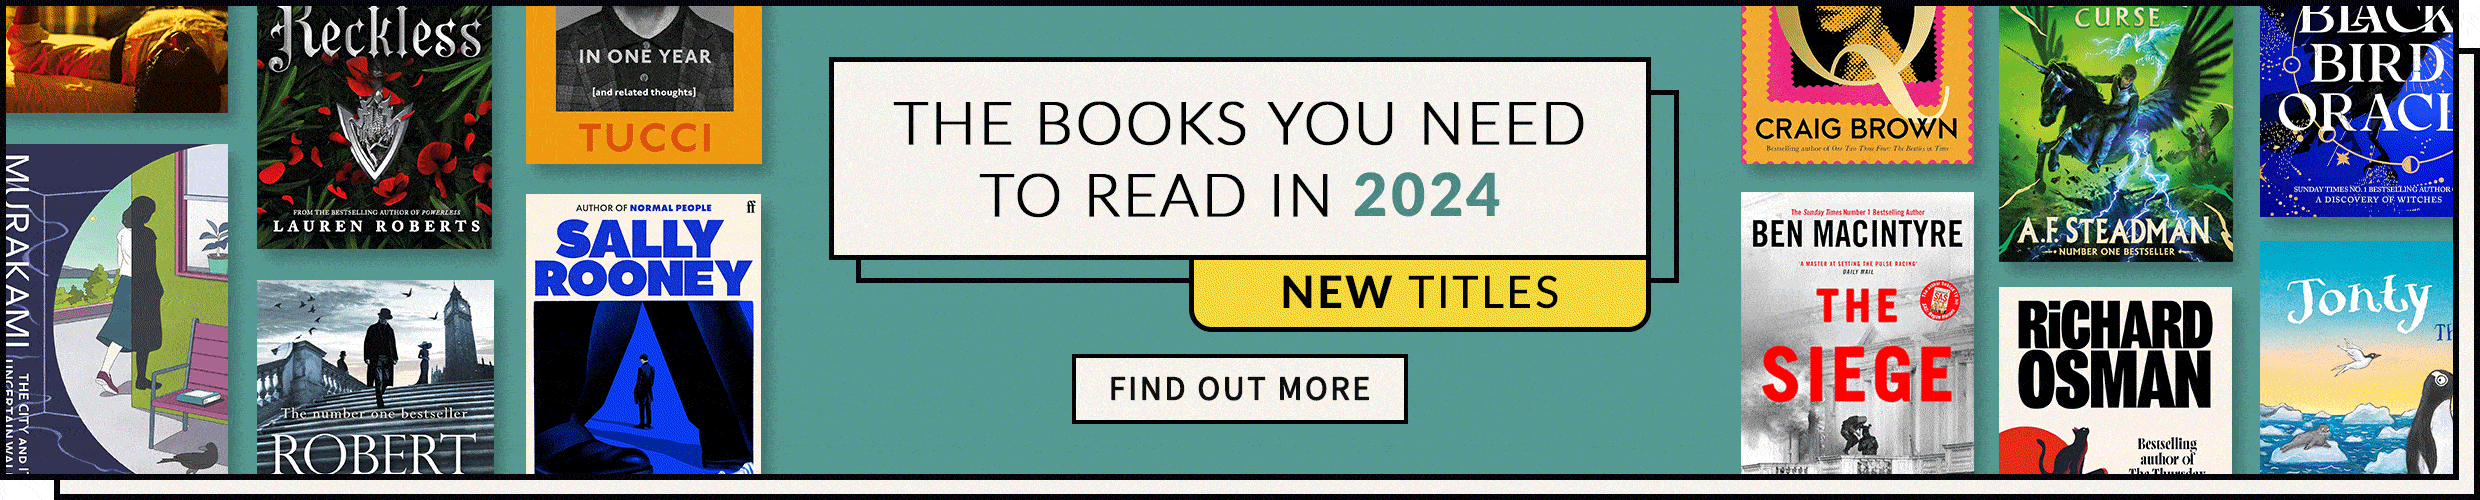 MURAKAMI
THE CITY AND I
UNCERTAIN WAL
Reckless
FROM THE BESTSELLING AUTHOR OF POWERLESS
LAUREN ROBERTS
The number one bestseller
ROBERT
IN ONE YEAR
[and related thoughts]
TUCCI
AUTHOR OF NORMAL PEOPLE
ff
SALLY
ROONEY
THE BOOKS YOU NEED
TO READ IN 2024
NEW TITLES
FIND OUT MORE
Q
CRAIG BROWN
Bestselling author of One Two Three Four: The Beatles in Time
The Sunday Times Number 1 Bestselling Author
BEN MACINTYRE
'A MASTER AT SETTING THE PULSE RACING'
DAILY MAIL
THE
SIEGE
CURSE
A.F. STEADMAN
NUMBER ONE BESTSELLER
RiCHARD
OSMAN
Bestselling
author of
The Thursday
BLACK
BIRD
ORACL
SUNDAY TIMES NO. 1 BESTSELLING AUTHOR
A DISCOVERY OF WITCHES
Jonty
Th